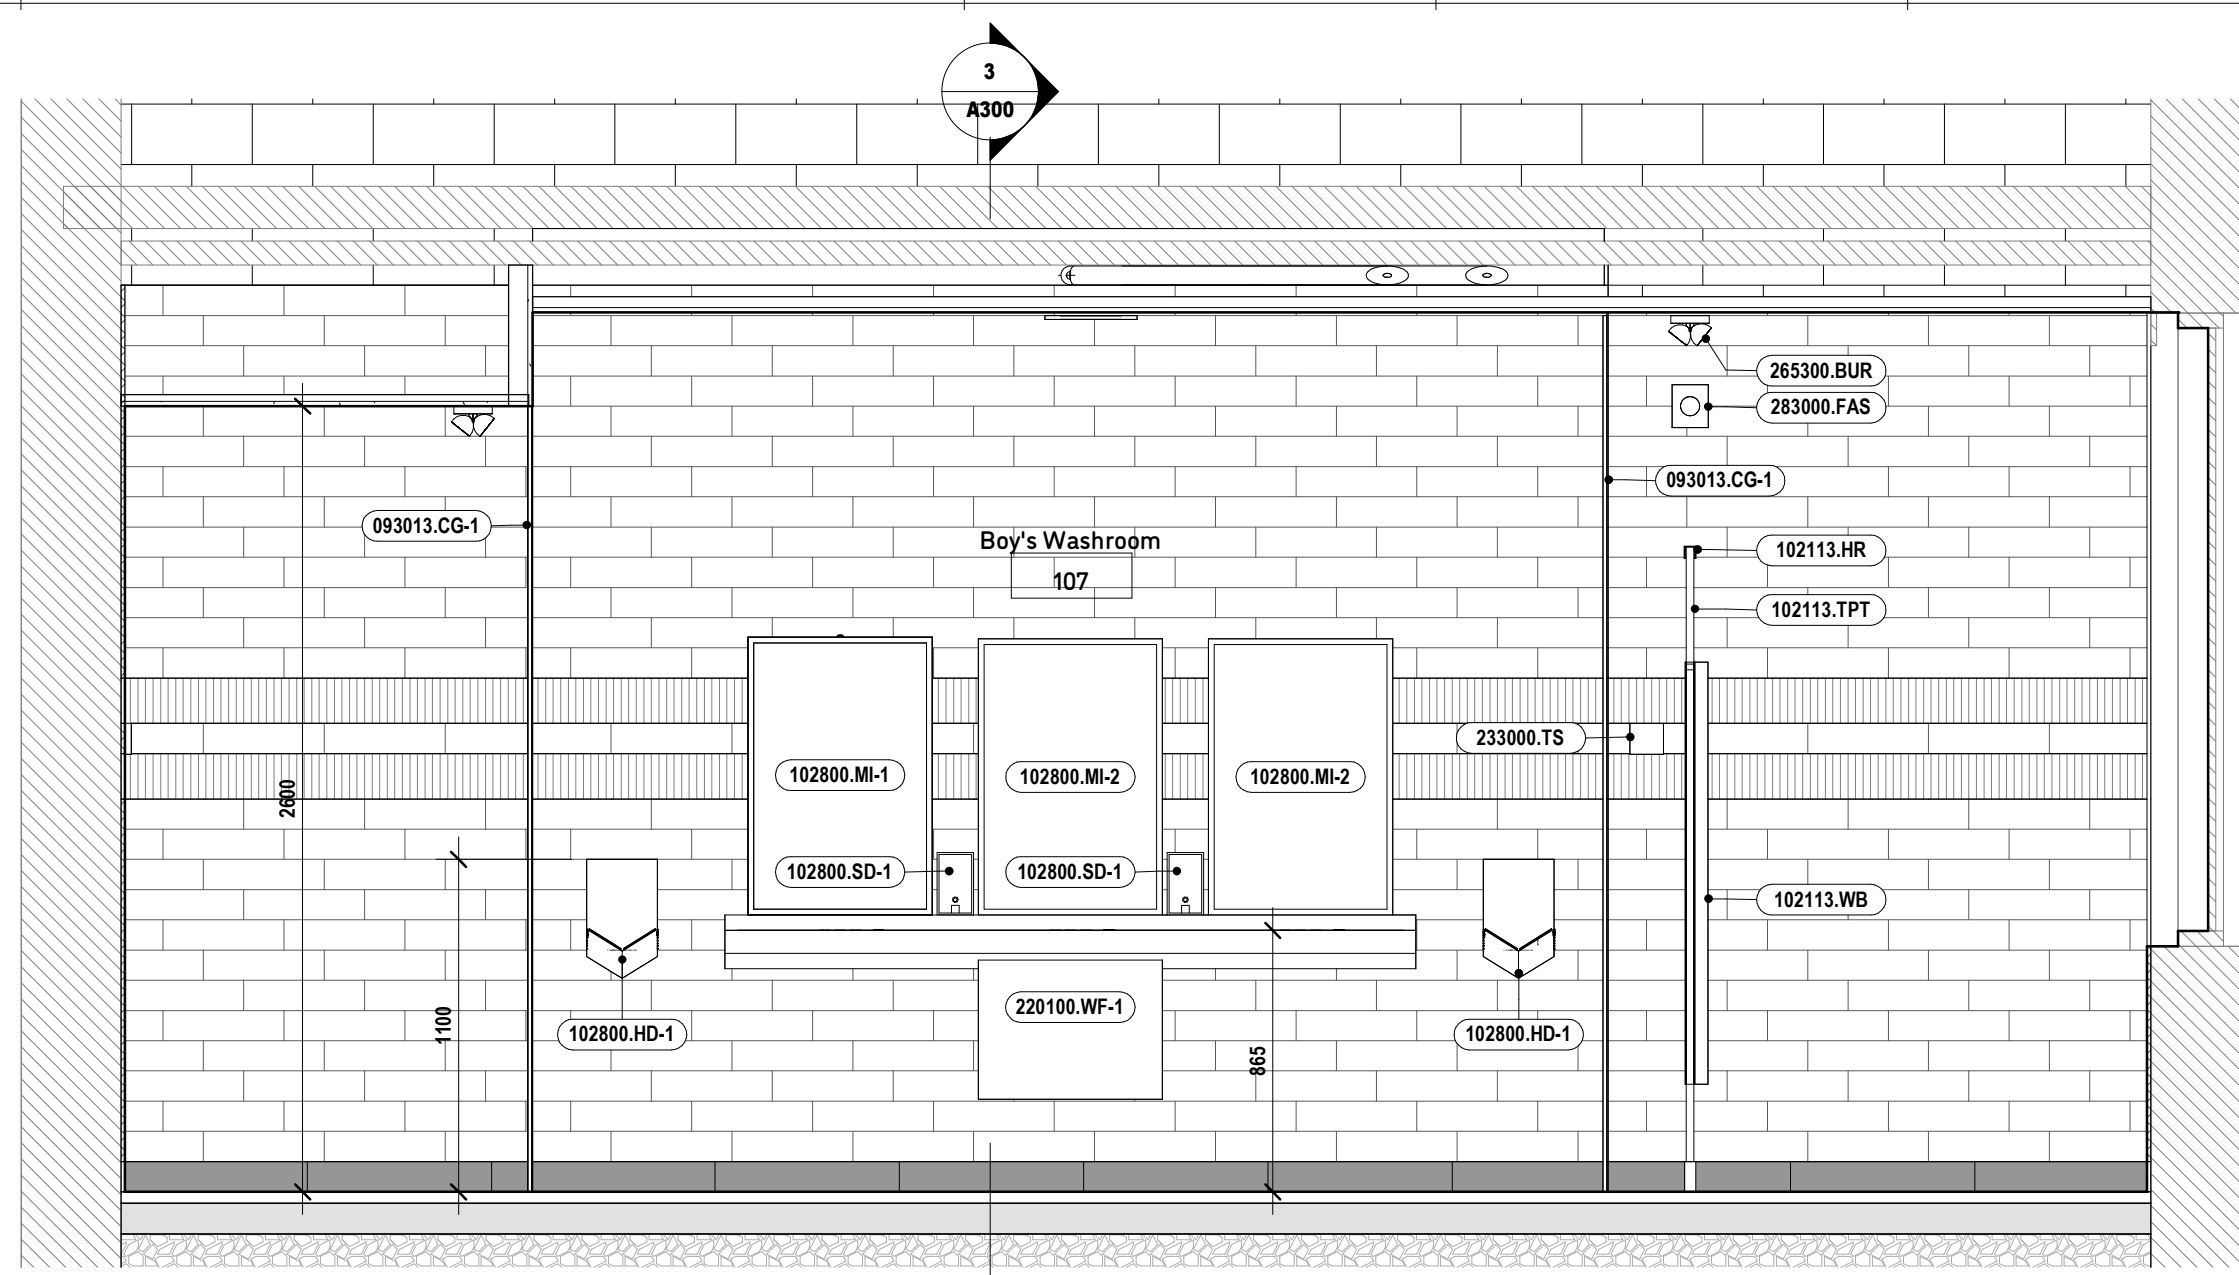 3
A300
265300.BUR
283000.FAS
093013.CG-1
093013.CG-1
Boy's Washroom
107
102113.HR
102113.TPT
233000.TS
102800.MI-1
102800.MI-2
102800.MI-2
2600
102800.SD-1
102800.SD-1
102113.WB
220100.WF-1
1100
102800.HD-1
102800.HD-1
865